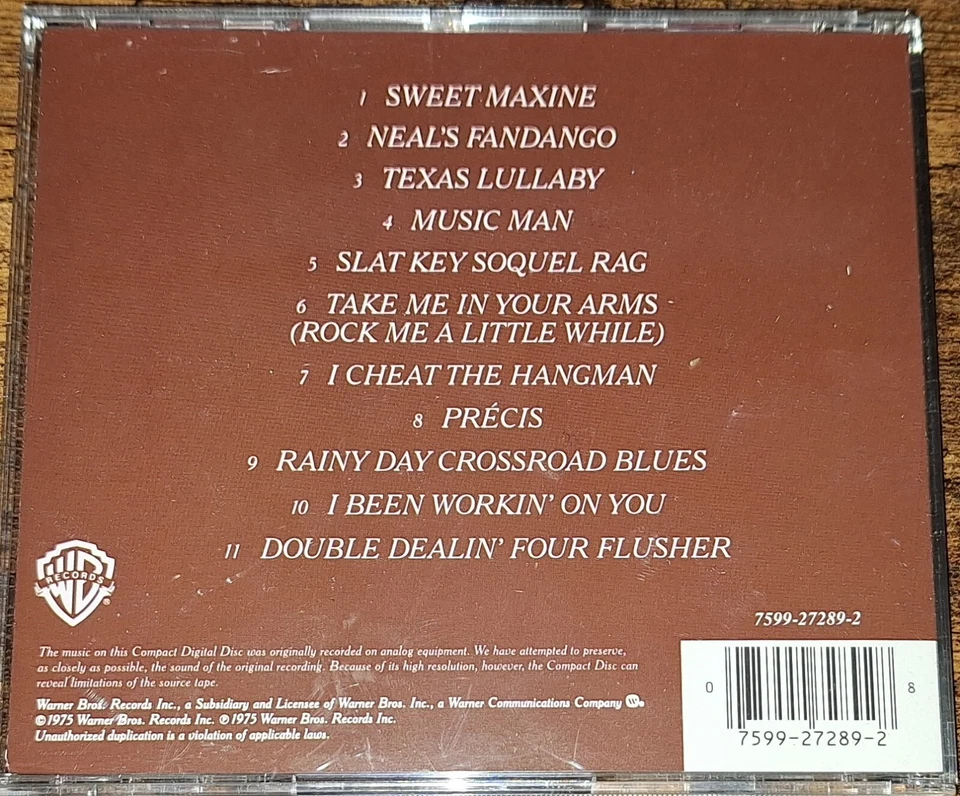 1 SWEET MAXINE
2 NEAL'S FANDANGO
3 TEXAS LULLABY
4 MUSIC MAN
5 SLAT KEY SOQUEL RAG
6 TAKE ME IN YOUR ARMS
(ROCK ME A LITTLE WHILE)
7 I CHEAT THE HANGMAN
8 PRÉCIS
9 RAINY DAY CROSSROAD BLUES
10 I BEEN WORKIN' ON YOU
11 DOUBLE DEALIN' FOUR FLUSHER
RECORDS
®
7599-27289-2
The music on this Compact Digital Disc was originally recorded on analog equipment. We have attempted to preserve,
as closely as possible, the sound of the original recording. Because of its high resolution, however, the Compact Disc can
reveal limitations of the source tape.
Warner Bros. Records Inc., a Subsidiary and Licensee of Warner Bros. Inc., a Warner Communications Company
©1975 Warner Bros. Records Inc. ℗1975 Warner Bros. Records Inc.
Unauthorized duplication is a violation of applicable laws.
0 8
7599-27289-2